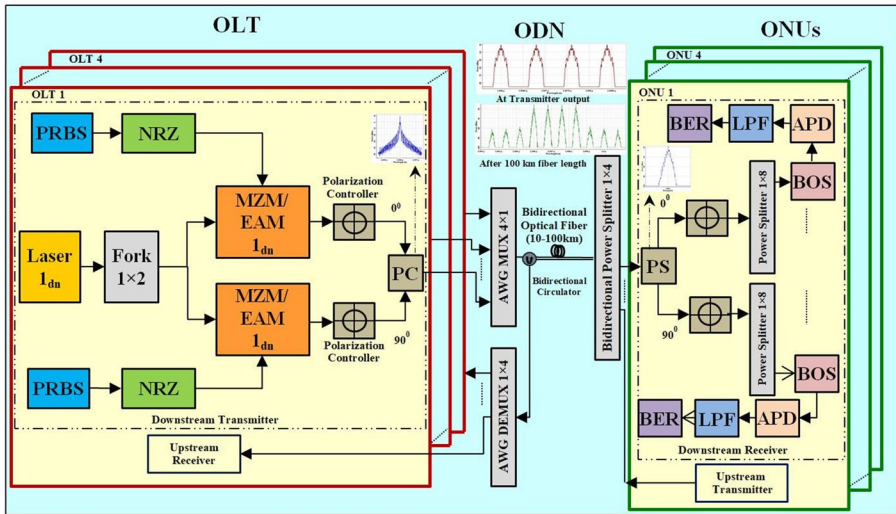 OLT
ODN
ONUs
OLT 4
OLT 1
ONU 4
ONU 1
At Transmitter output
After 100 km fiber length
PRBS
NRZ
MZM/
EAM
1dn
Polarization
Controller
0⁰
Laser
1dn
Fork
1×2
PC
MZM/
EAM
1dn
Polarization
Controller
90⁰
PRBS
NRZ
Downstream Transmitter
Upstream
Receiver
AWG MUX 4×1
AWG DEMUX 1×4
Bidirectional
Optical Fiber
(10-100km)
Bidirectional
Circulator
Bidirectional Power Splitter 1×4
BER
LPF
APD
BOS
0⁰
Power Splitter 1×8
PS
90⁰
Power Splitter 1×8
BOS
BER
LPF
APD
Downstream Receiver
Upstream
Transmitter